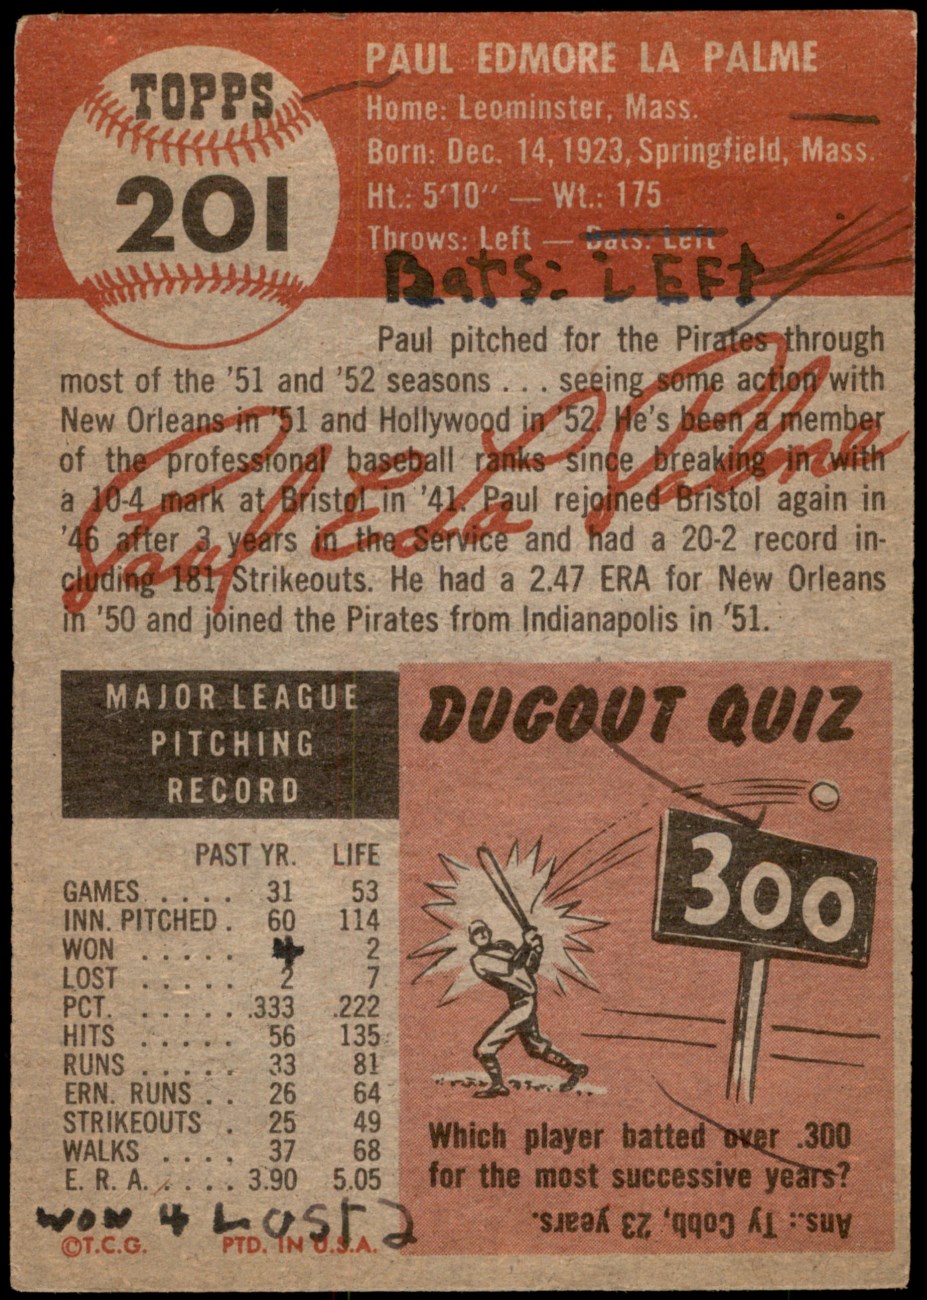 TOPPS
201
PAUL EDMORE LA PALME
Home: Leominster, Mass.
Born: Dec. 14, 1923, Springfield, Mass.
Ht.: 5'10" — Wt.: 175
Throws: Left — Bats: Left
Bats: LEFt
Paul pitched for the Pirates through
most of the '51 and '52 seasons . . . seeing some action with
New Orleans in '51 and Hollywood in '52. He's been a member
of the professional baseball ranks since breaking in with
a 10-4 mark at Bristol in '41. Paul rejoined Bristol again in
'46 after 3 years in the Service and had a 20-2 record in-
cluding 181 Strikeouts. He had a 2.47 ERA for New Orleans
in '50 and joined the Pirates from Indianapolis in '51.
Paul E La Palme
MAJOR LEAGUE
PITCHING
RECORD
PAST YR. LIFE
GAMES . . . . . 31 53
INN. PITCHED . 60 114
WON . . . . . 4 2
LOST . . . . . 2 7
PCT. . . . . . .333 .222
HITS . . . . . 56 135
RUNS . . . . . 33 81
ERN. RUNS . . 26 64
STRIKEOUTS . 25 49
WALKS . . . . 37 68
E. R. A. . . . . 3.90 5.05
WON 4 LOST 2
©T.C.G. PTD. IN U.S.A.
DUGOUT QUIZ
300
Which player batted over .300
for the most successive years?
Ans.: Ty Cobb, 23 years